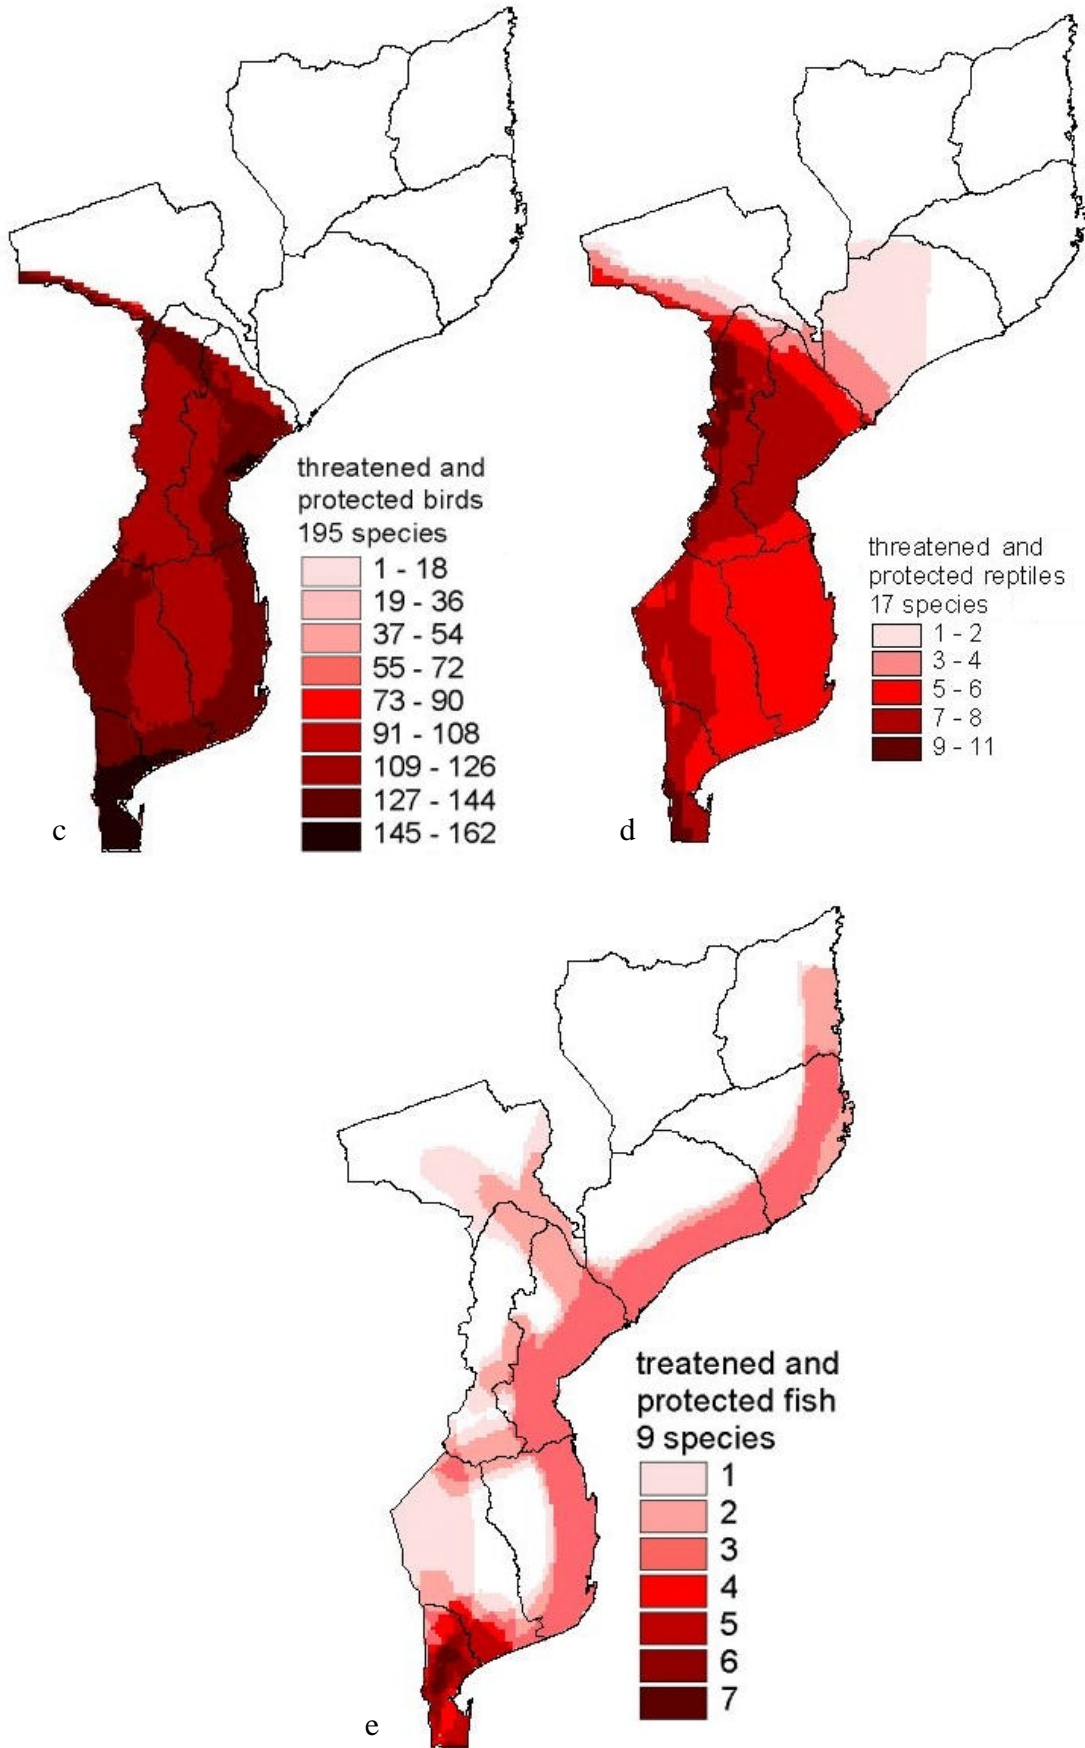 threatened and
protected birds
195 species
1 - 18
19 - 36
37 - 54
55 - 72
73 - 90
91 - 108
109 - 126
127 - 144
145 - 162
c
threatened and
protected reptiles
17 species
1 - 2
3 - 4
5 - 6
7 - 8
9 - 11
d
treatened and
protected fish
9 species
1
2
3
4
5
6
7
e